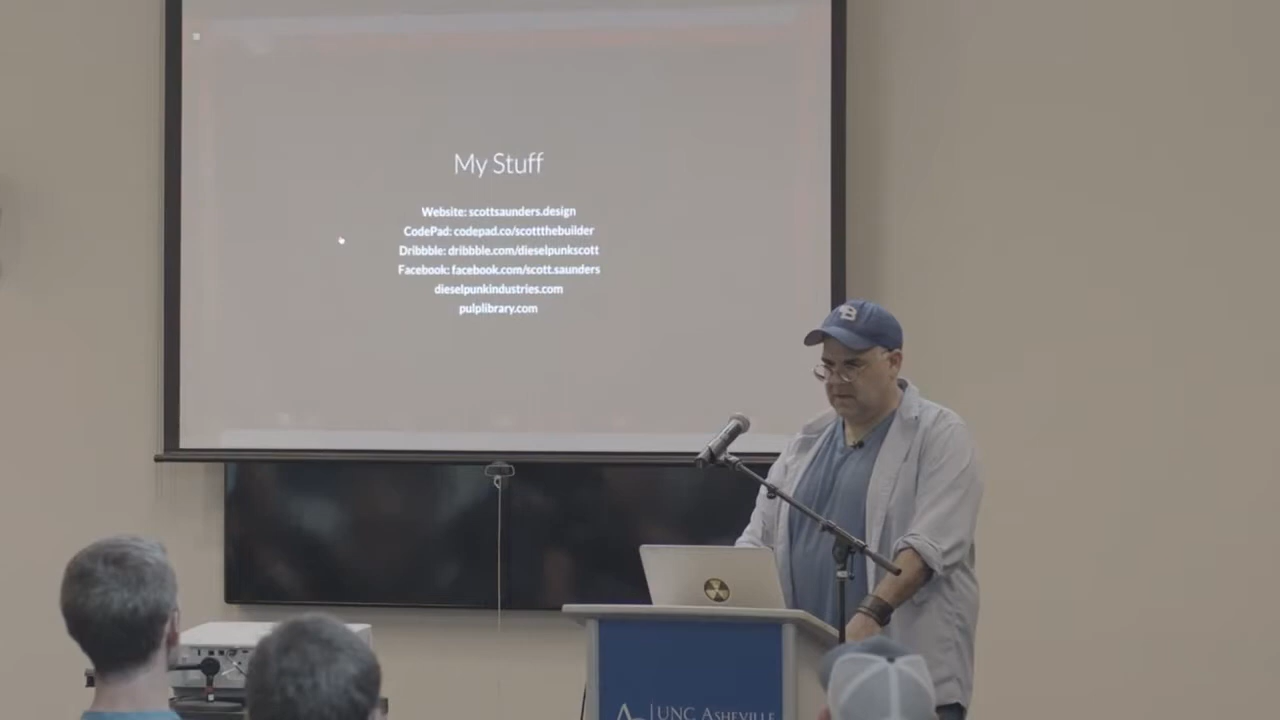 My Stuff
Website: scottsaunders.design
CodePad: codepad.co/scottthebuilder
Dribbble: dribbble.com/dieselpunkscott
Facebook: facebook.com/scott.saunders
dieselpunkindustries.com
pulplibrary.com
B
UNC ASHEVILLE